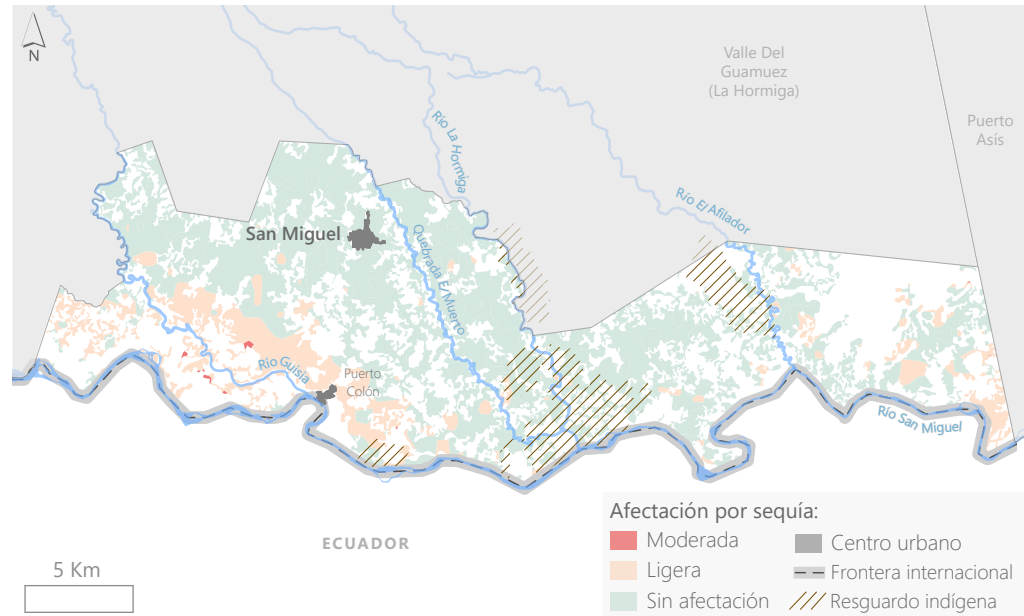 N
Valle Del
Guamuez
(La Hormiga)
Puerto
Asís
Río La Hormiga
Río El Afilador
San Miguel
Quebrada El Muerto
Río Guisia
Puerto
Colón
Río San Miguel
ECUADOR
5 Km
Afectación por sequía:
Moderada
Ligera
Sin afectación
Centro urbano
Frontera internacional
Resguardo indígena